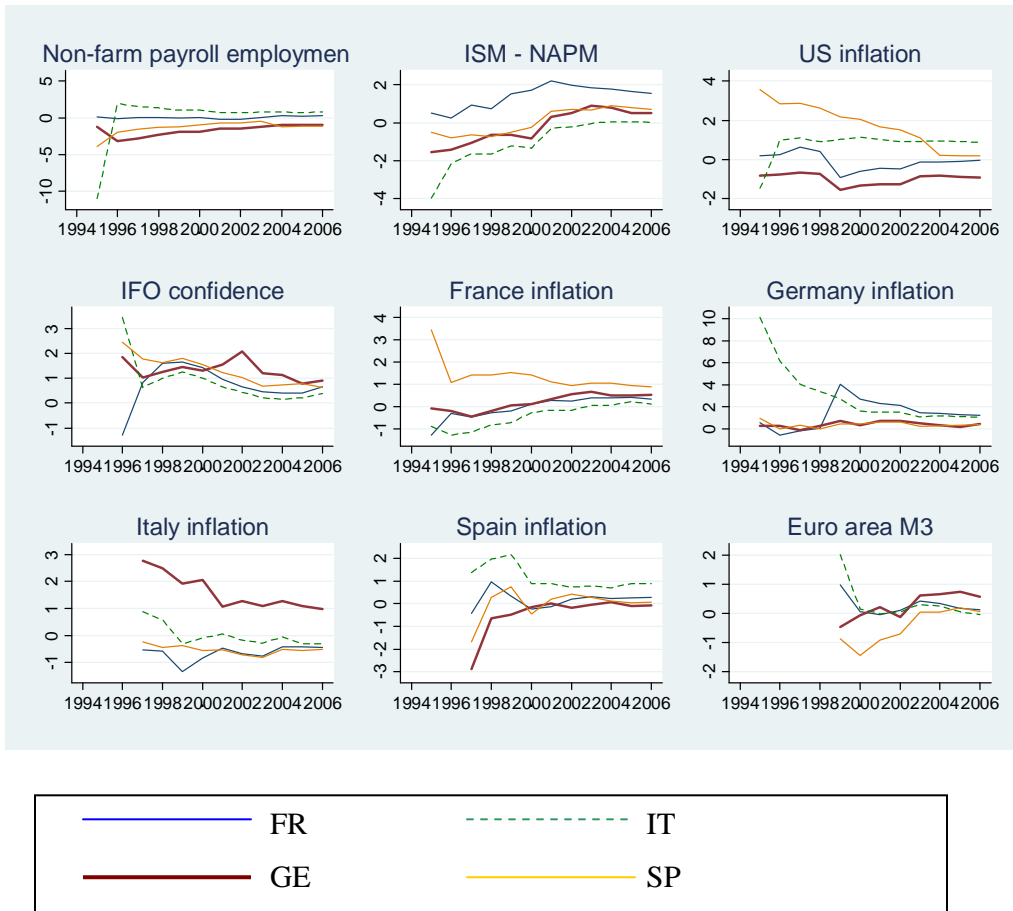 Non-farm payroll employmen
ISM - NAPM
US inflation
5
0
-5
-10
1994 1996 1998 2000 2002 2004 2006
2
0
-2
-4
1994 1996 1998 2000 2002 2004 2006
4
2
0
-2
1994 1996 1998 2000 2002 2004 2006
IFO confidence
France inflation
Germany inflation
3
2
1
0
-1
1994 1996 1998 2000 2002 2004 2006
4
3
2
1
0
-1
1994 1996 1998 2000 2002 2004 2006
10
8
6
4
2
0
1994 1996 1998 2000 2002 2004 2006
Italy inflation
Spain inflation
Euro area M3
3
2
1
0
-1
1994 1996 1998 2000 2002 2004 2006
2
1
0
-1
-2
-3
1994 1996 1998 2000 2002 2004 2006
2
1
0
-1
-2
1994 1996 1998 2000 2002 2004 2006
FR
IT
GE
SP